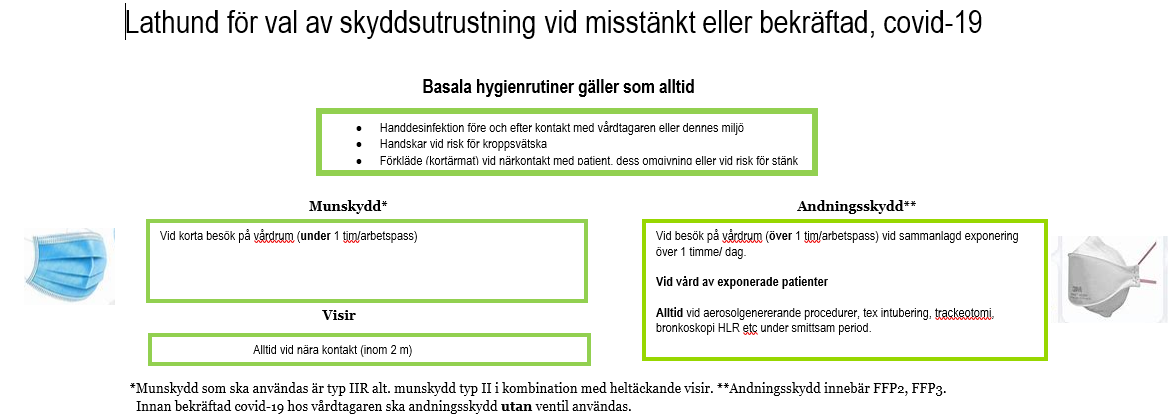 Lathund för val av skyddsutrustning vid misstänkt eller bekräftad, covid-19
Basala hygienrutiner gäller som alltid
• Handdesinfektion före och efter kontakt med vårdtagaren eller dennes miljö
• Handskar vid risk för kroppsvätska
• Förkläde (kortärmat) vid närkontakt med patient, dess omgivning eller vid risk för stänk
Munskydd*
Vid korta besök på vårdrum (under 1 tim/arbetspass)
Visir
Alltid vid nära kontakt (inom 2 m)
Andningsskydd**
Vid besök på vårdrum (över 1 tim/arbetspass) vid sammanlagd exponering
över 1 timme/ dag.
Vid vård av exponerade patienter
Alltid vid aerosolgenererande procedurer, tex intubering, trackeotomi,
bronkoskopi HLR etc under smittsam period.
3M
*Munskydd som ska användas är typ IIR alt. munskydd typ II i kombination med heltäckande visir. **Andningsskydd innebär FFP2, FFP3.
Innan bekräftad covid-19 hos vårdtagaren ska andningsskydd utan ventil användas.